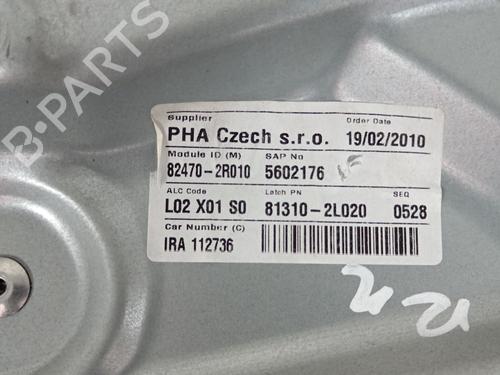 B-PARTS
Supplier Order Date
PHA Czech s.r.o. 19/02/2010
Module ID (M) SAP No
82470-2R010 5602176
ALC Code Latch PN SEQ
L02 X01 S0 81310-2L020 0528
Car Number (C)
IRA 112736